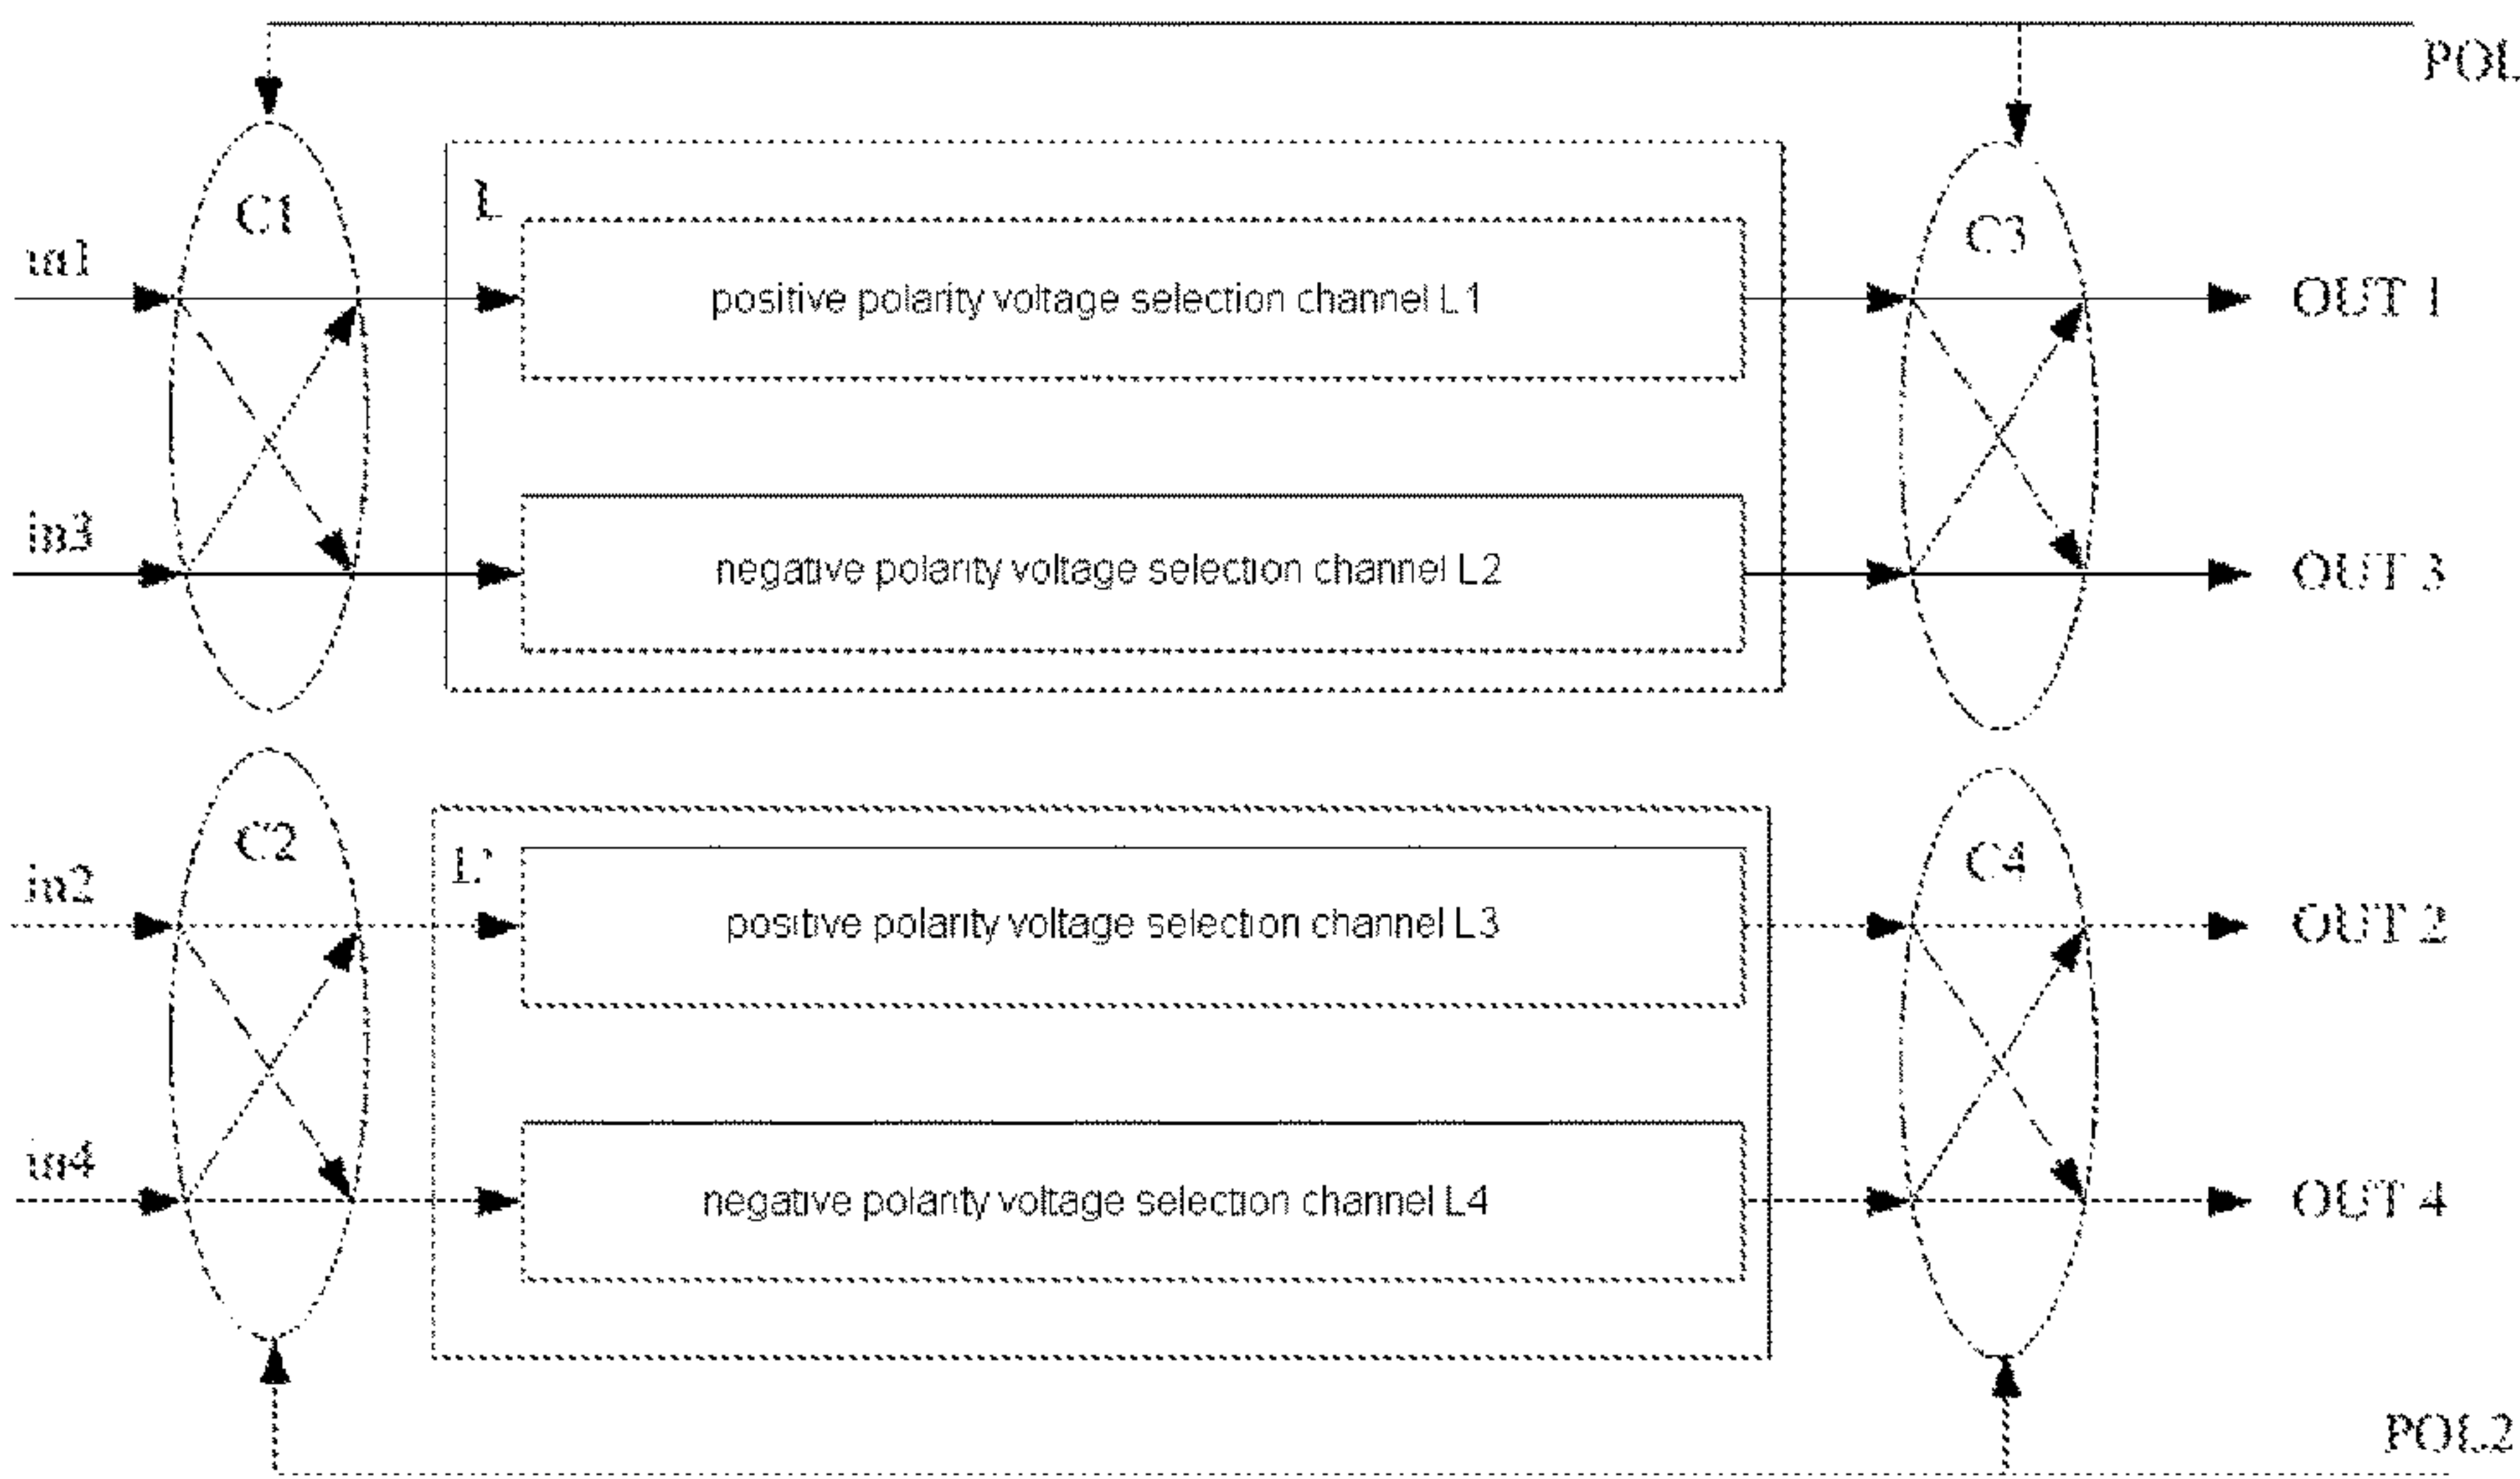 POL
C1
L
C3
in1
positive polarity voltage selection channel L1
OUT 1
in3
negative polarity voltage selection channel L2
OUT 3
C2
C4
in2
positive polarity voltage selection channel L3
OUT 2
in4
negative polarity voltage selection channel L4
OUT 4
POL2